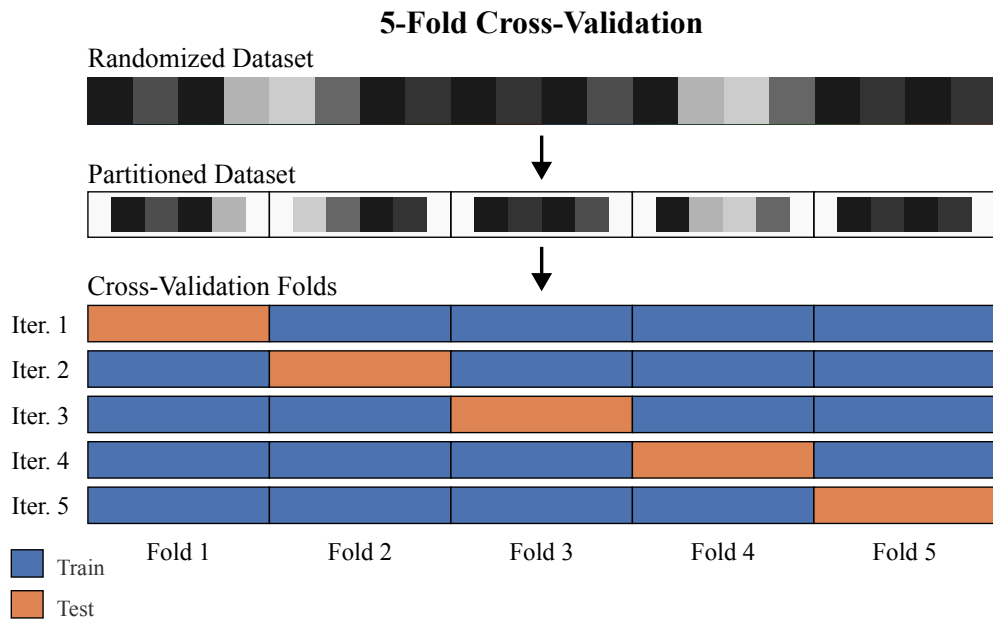 5-Fold Cross-Validation
Randomized Dataset
Partitioned Dataset
Cross-Validation Folds
Iter. 1
Iter. 2
Iter. 3
Iter. 4
Iter. 5
Fold 1 Fold 2 Fold 3 Fold 4 Fold 5
Train
Test